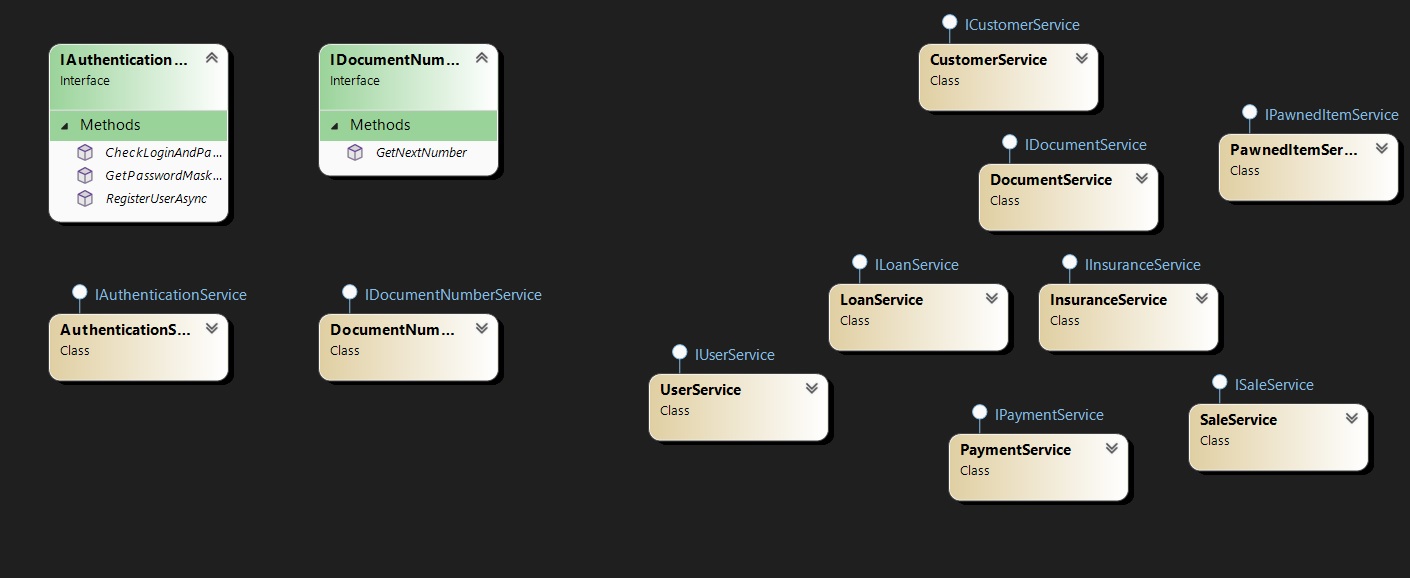 IAuthentication...
Interface
Methods
CheckLoginAndPa...
GetPasswordMask...
RegisterUserAsync
IDocumentNum...
Interface
Methods
GetNextNumber
IAuthenticationService
AuthenticationS...
Class
IDocumentNumberService
DocumentNum...
Class
ICustomerService
CustomerService
Class
IPawnedItemService
PawnedItemSer...
Class
IDocumentService
DocumentService
Class
ILoanService
LoanService
Class
IInsuranceService
InsuranceService
Class
IUserService
UserService
Class
ISaleService
SaleService
Class
IPaymentService
PaymentService
Class